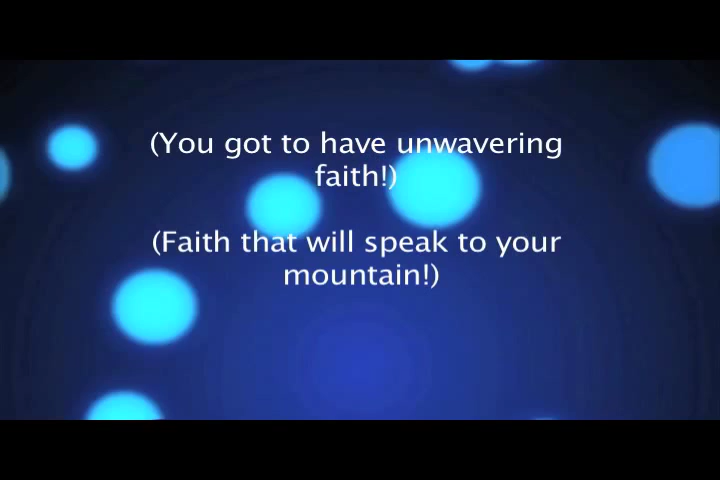 (You got to have unwavering
faith!)
(Faith that will speak to your
mountain!)